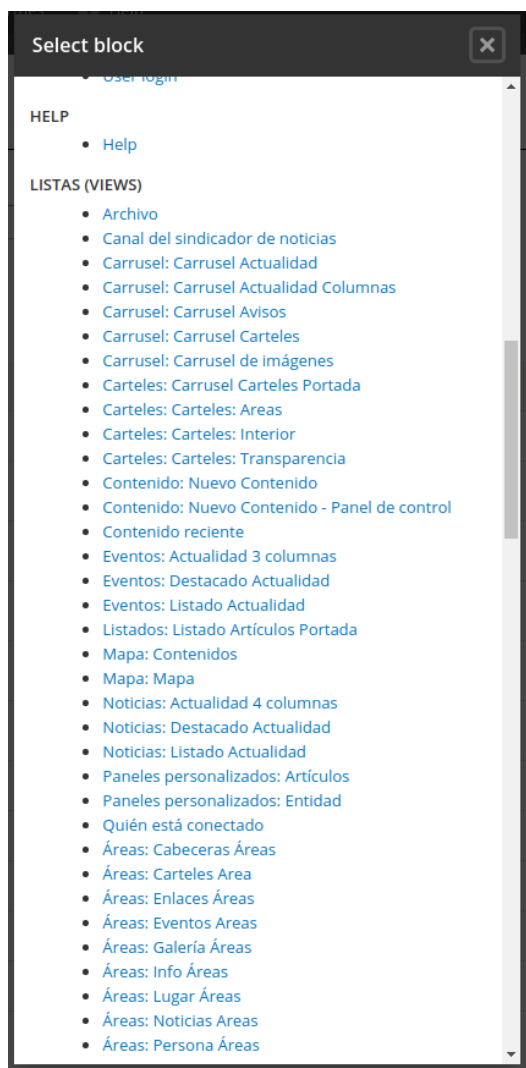 Select block
User login
HELP
Help
LISTAS (VIEWS)
Archivo
Canal del sindicador de noticias
Carrusel: Carrusel Actualidad
Carrusel: Carrusel Actualidad Columnas
Carrusel: Carrusel Avisos
Carrusel: Carrusel Carteles
Carrusel: Carrusel de imágenes
Carteles: Carrusel Carteles Portada
Carteles: Carteles: Areas
Carteles: Carteles: Interior
Carteles: Carteles: Transparencia
Contenido: Nuevo Contenido
Contenido: Nuevo Contenido - Panel de control
Contenido reciente
Eventos: Actualidad 3 columnas
Eventos: Destacado Actualidad
Eventos: Listado Actualidad
Listados: Listado Artículos Portada
Mapa: Contenidos
Mapa: Mapa
Noticias: Actualidad 4 columnas
Noticias: Destacado Actualidad
Noticias: Listado Actualidad
Paneles personalizados: Artículos
Paneles personalizados: Entidad
Quién está conectado
Áreas: Cabeceras Áreas
Áreas: Carteles Area
Áreas: Enlaces Áreas
Áreas: Eventos Areas
Áreas: Galería Áreas
Áreas: Info Áreas
Áreas: Lugar Áreas
Áreas: Noticias Areas
Áreas: Persona Áreas